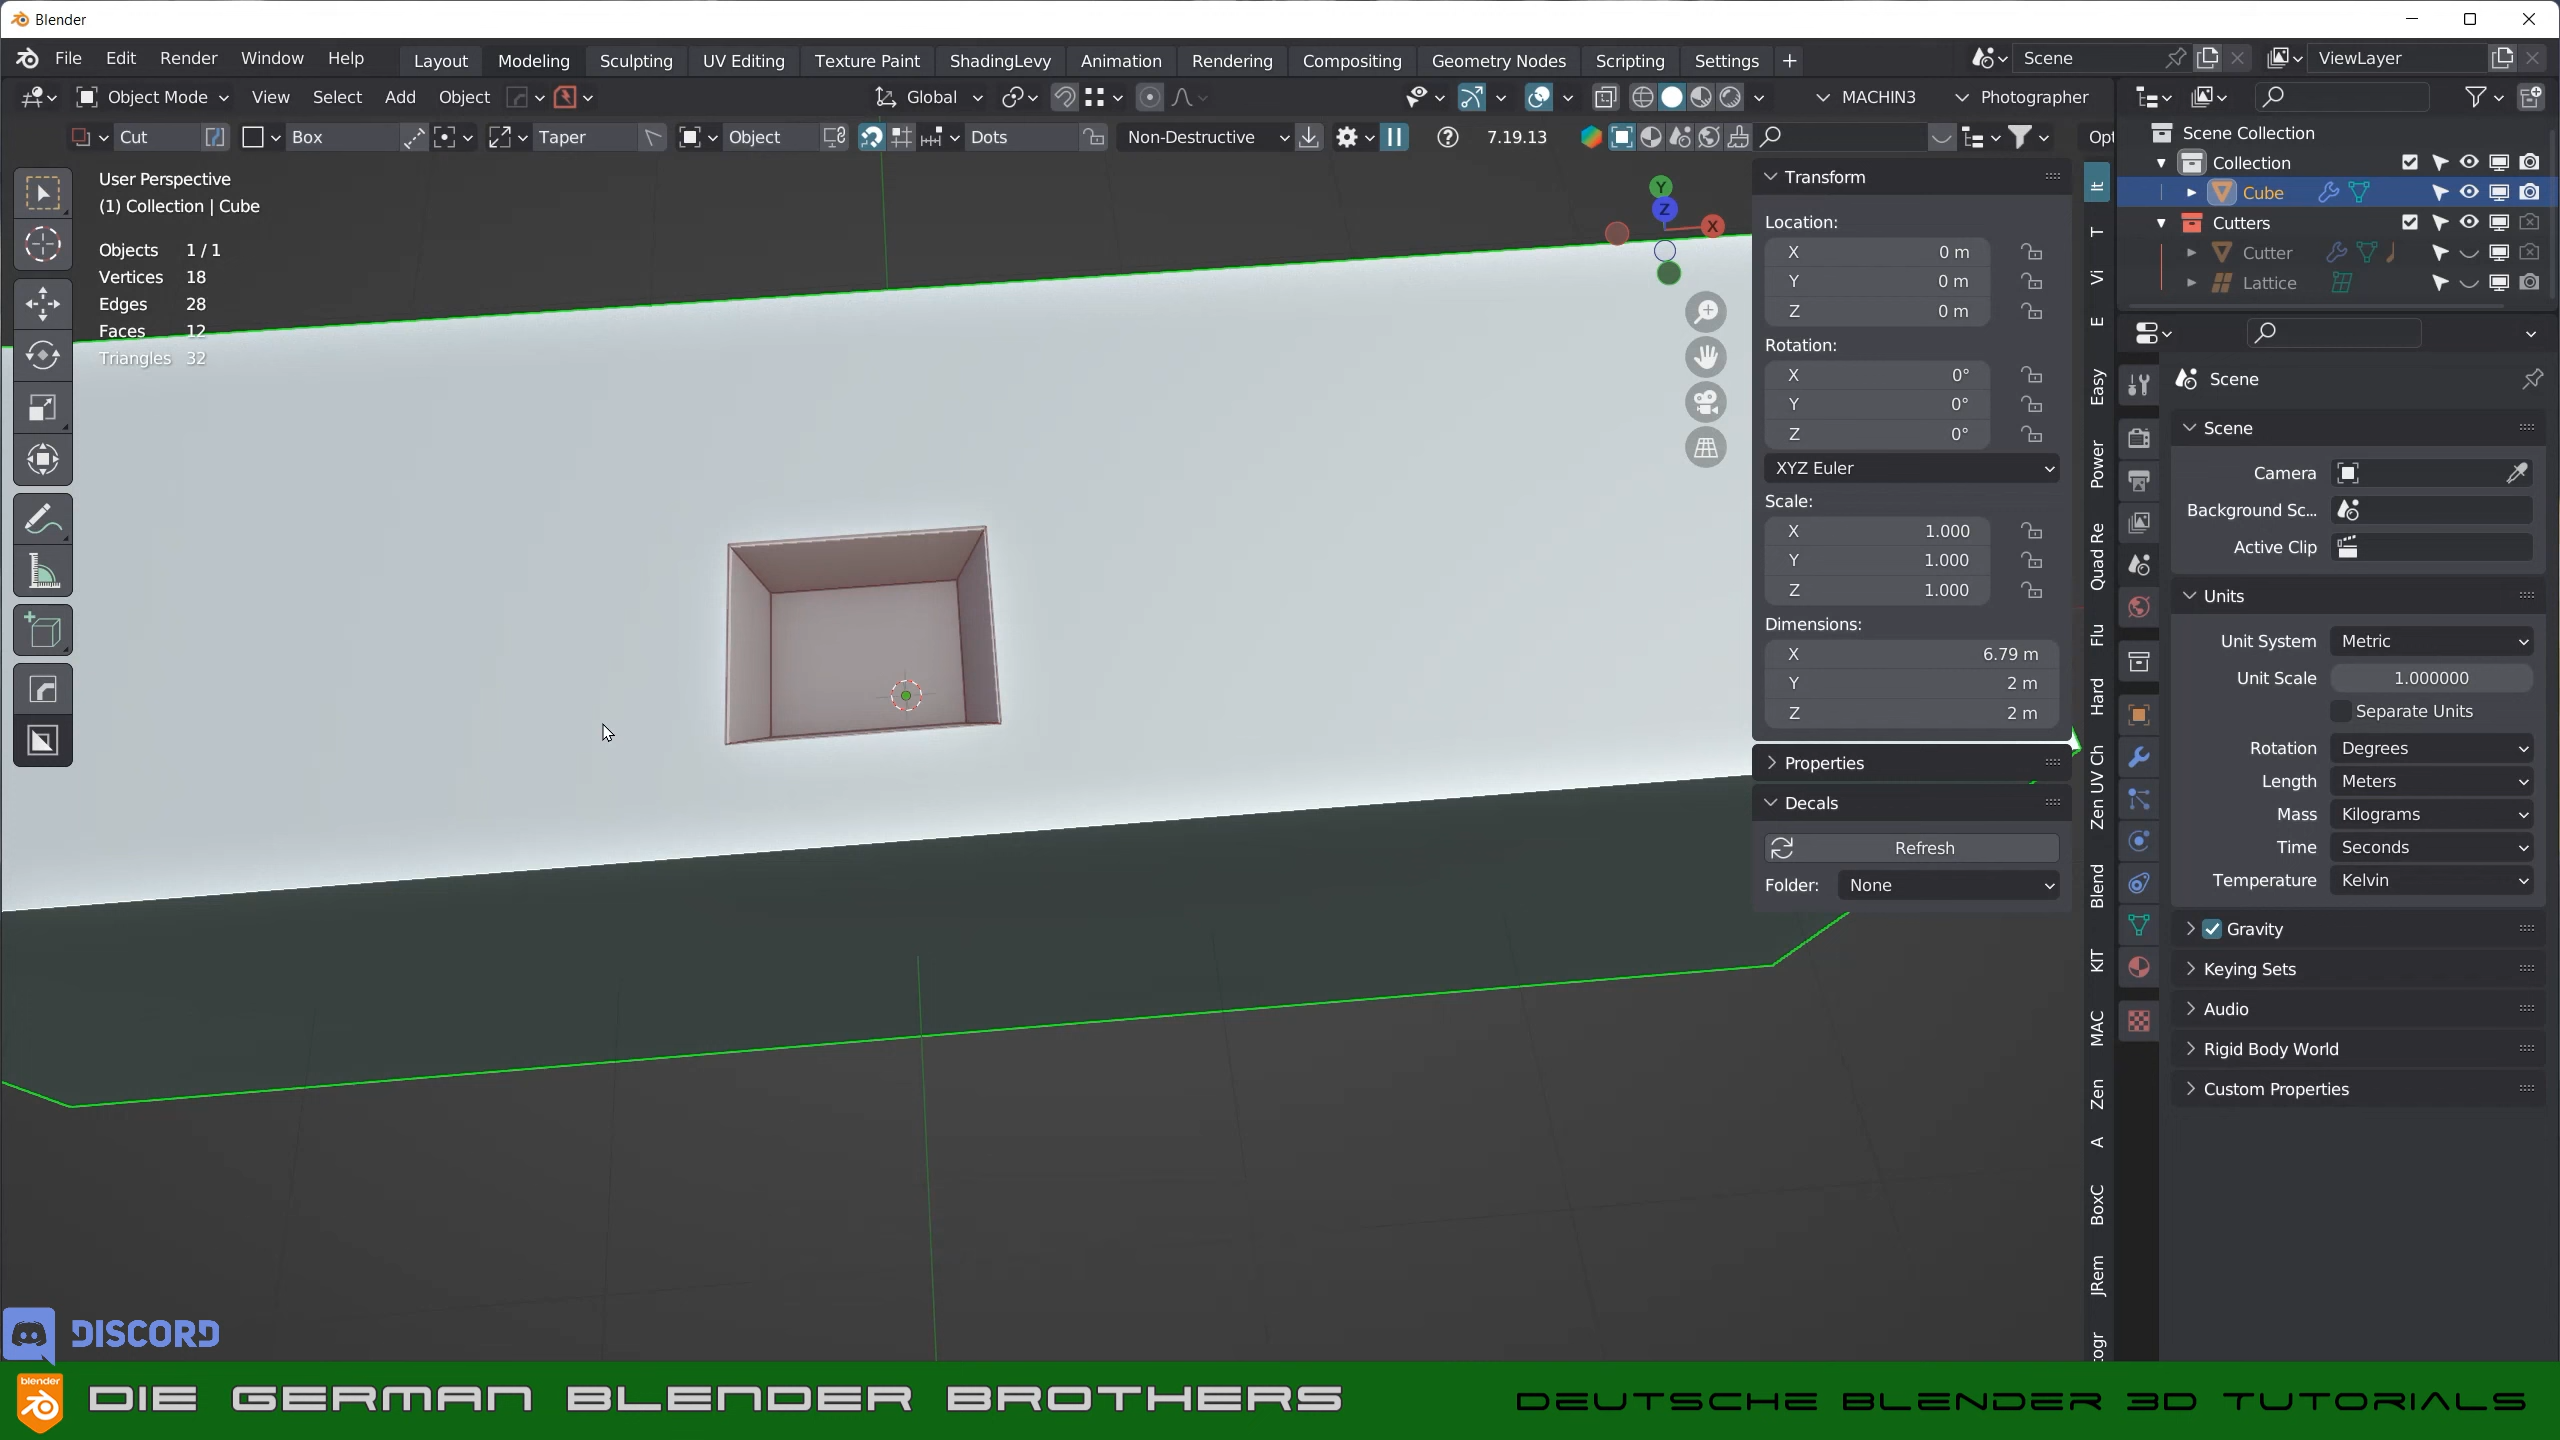 Blender
File Edit Render Window Help Layout Modeling Sculpting UV Editing Texture Paint ShadingLevy Animation Rendering Compositing Geometry Nodes Scripting Settings + Scene ViewLayer
Object Mode View Select Add Object Global MACHIN3 Photographer
Cut Box Taper Object Dots Non-Destructive 7.19.13 Opt
User Perspective
(1) Collection | Cube
Objects 1 / 1
Vertices 18
Edges 28
Faces 12
Triangles 32
Y
Z
X
Transform
Location:
X 0 m
Y 0 m
Z 0 m
Rotation:
X 0°
Y 0°
Z 0°
XYZ Euler
Scale:
X 1.000
Y 1.000
Z 1.000
Dimensions:
X 6.79 m
Y 2 m
Z 2 m
Properties
Decals
Refresh
Folder: None
It
T
Vi
E
Easy
Power
Quad Re
Flu
Hard
Zen UV Ch
Blend
KIT
MAC
Zen
A
BoxC
JRem
ogr
Scene Collection
Collection
Cube
Cutters
Cutter
Lattice
Scene
Scene
Camera
Background Sc...
Active Clip
Units
Unit System Metric
Unit Scale 1.000000
Separate Units
Rotation Degrees
Length Meters
Mass Kilograms
Time Seconds
Temperature Kelvin
Gravity
Keying Sets
Audio
Rigid Body World
Custom Properties
DISCORD
blender
DIE GERMAN BLENDER BROTHERS DEUTSCHE BLENDER 3D TUTORIALS